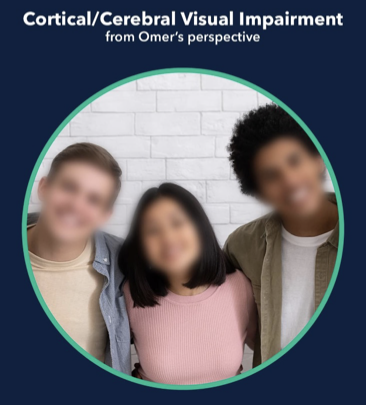 Cortical/Cerebral Visual Impairment
from Omer's perspective